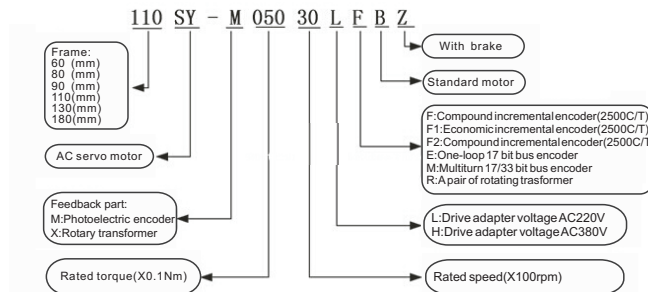 110 SY - M 050 30 L F B Z
Frame:
60 (mm)
80 (mm)
90 (mm)
110(mm)
130(mm)
180(mm)
With brake
Standard motor
F:Compound incremental encoder(2500C/T)
F1:Economic incremental encoder(2500C/T)
F2:Compound incremental encoder(2500C/T
E:One-loop 17 bit bus encoder
M:Multiturn 17/33 bit bus encoder
R:A pair of rotating trasformer
AC servo motor
Feedback part:
M:Photoelectric encoder
X:Rotary transformer
L:Drive adapter voltage AC220V
H:Drive adapter voltage AC380V
Rated torque(X0.1Nm)
Rated speed(X100rpm)